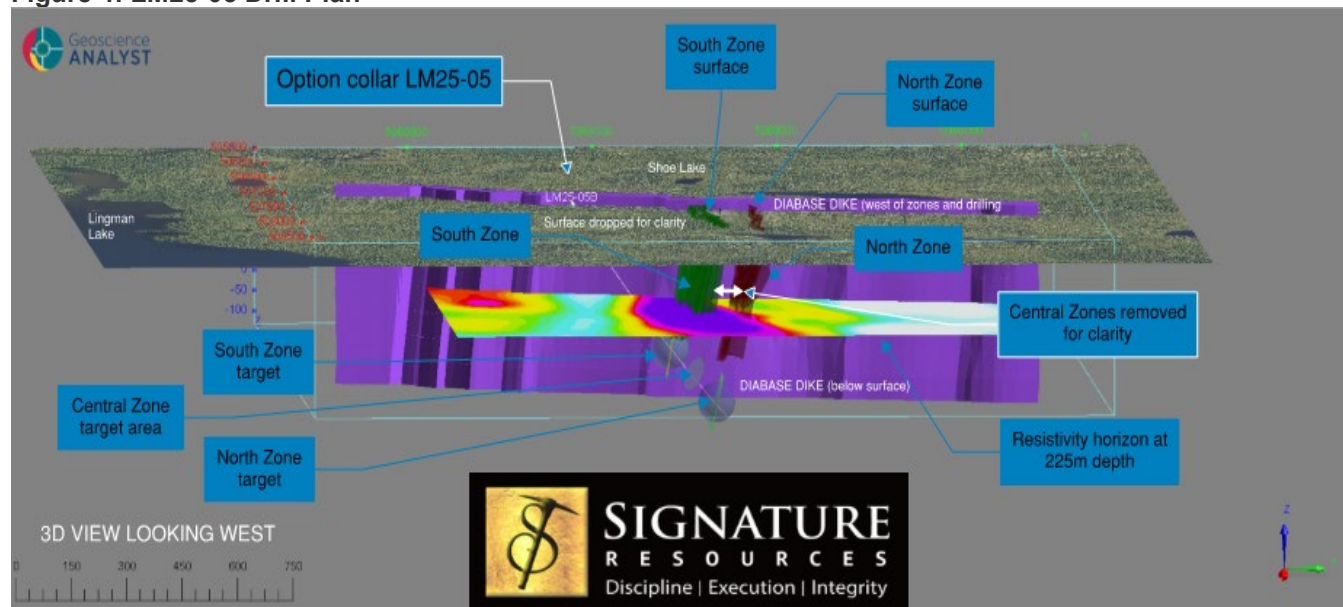 Geoscience
ANALYST
Option collar LM25-05
South Zone
surface
North Zone
surface
Shoe Lake
Lingman
Lake
LM25-05B
DIABASE DIKE (west of zones and drilling
Surface dropped for clarity
South Zone
North Zone
0
-50
-100
Central Zones removed
for clarity
South Zone
target
Central Zone
target area
DIABASE DIKE (below surface)
North Zone
target
Resistivity horizon at
225m depth
3D VIEW LOOKING WEST
0 150 300 450 600 750
SIGNATURE
RESOURCES
Discipline | Execution | Integrity
Z